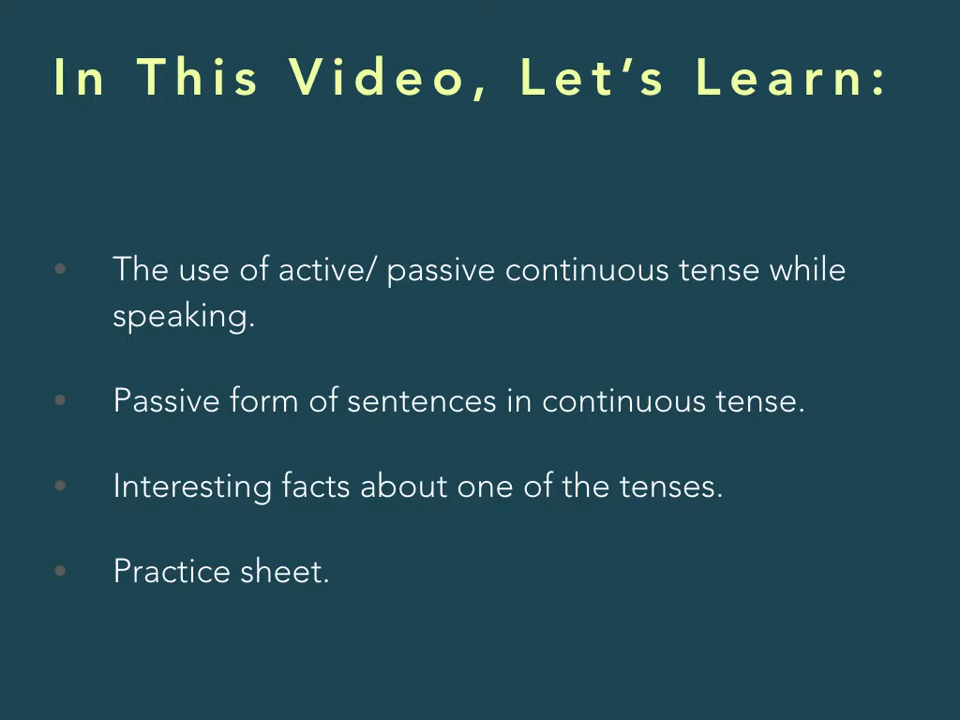 In This Video, Let’s Learn:
• The use of active/ passive continuous tense while
speaking.
• Passive form of sentences in continuous tense.
• Interesting facts about one of the tenses.
• Practice sheet.